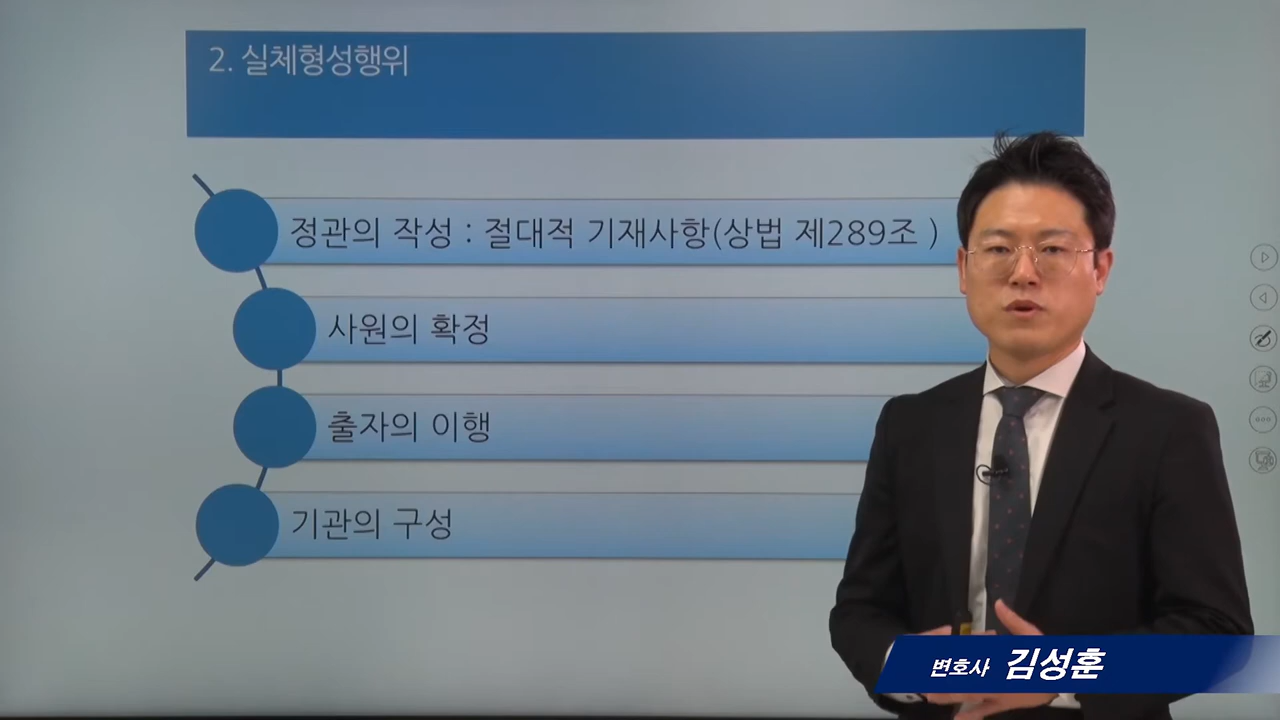 2. 실체형성행위
정관의 작성 : 절대적 기재사항(상법 제289조 )
사원의 확정
출자의 이행
기관의 구성
변호사 김성훈